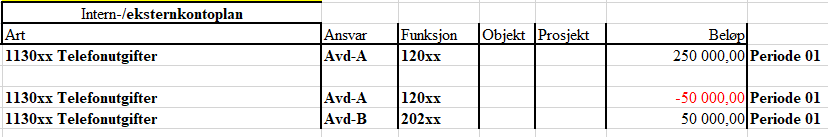 Intern-/eksternkontoplan
Art Ansvar Funksjon Objekt Prosjekt Beløp
1130xx Telefonutgifter Avd-A 120xx 250 000,00 Periode 01
1130xx Telefonutgifter Avd-A 120xx -50 000,00 Periode 01
1130xx Telefonutgifter Avd-B 202xx 50 000,00 Periode 01